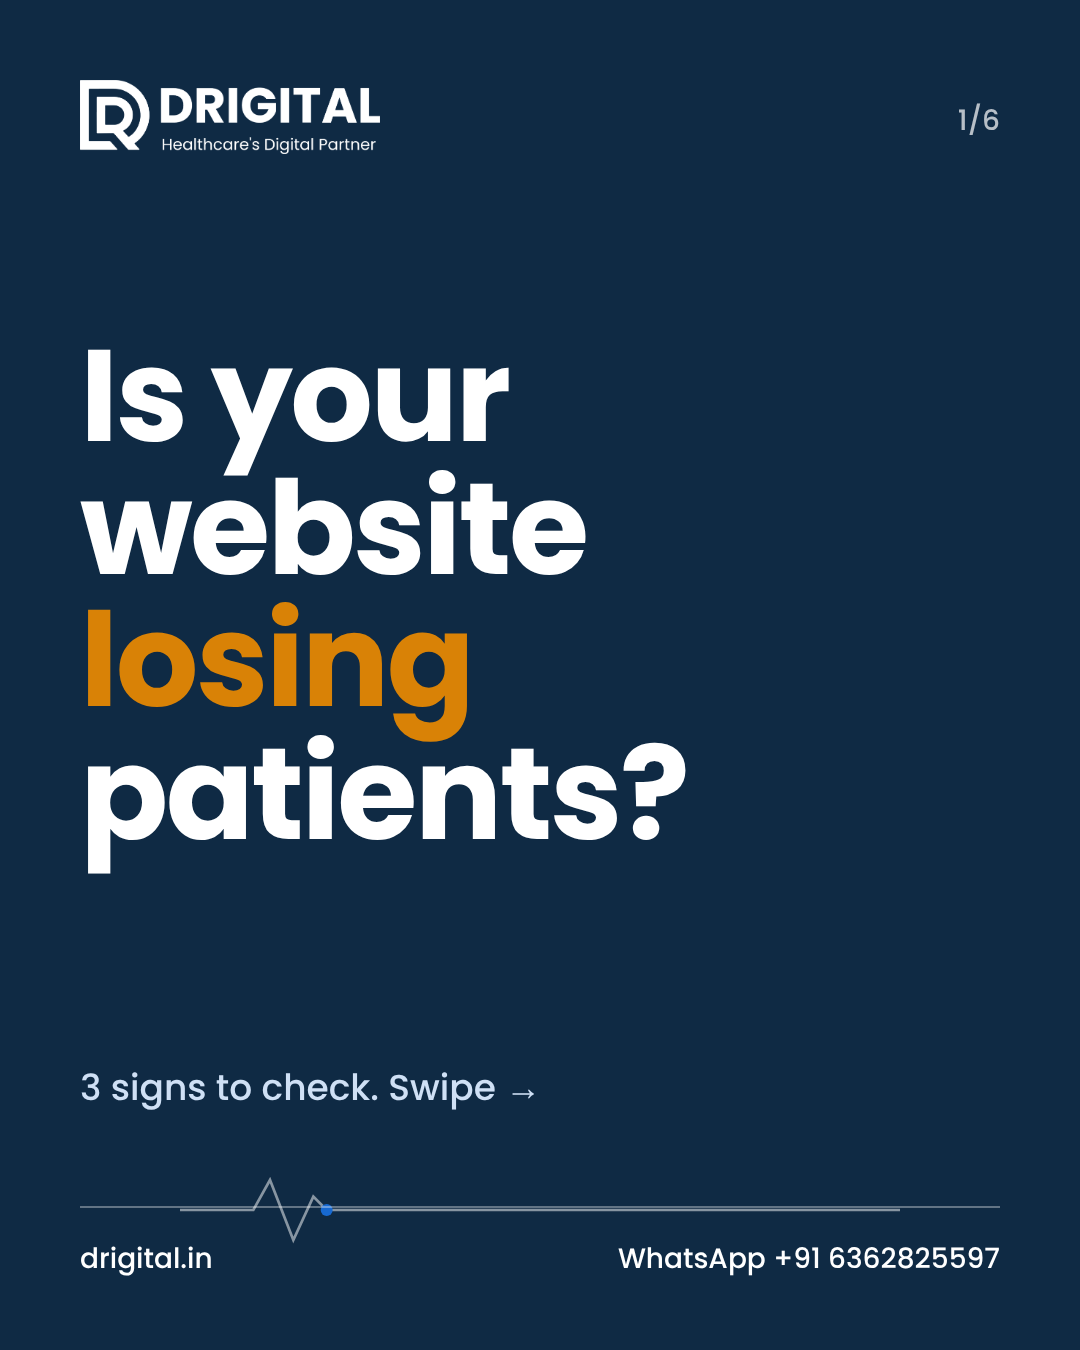 DRIGITAL
Healthcare's Digital Partner
1/6
Is your
website
losing
patients?
3 signs to check. Swipe →
drigital.in
WhatsApp +91 6362825597